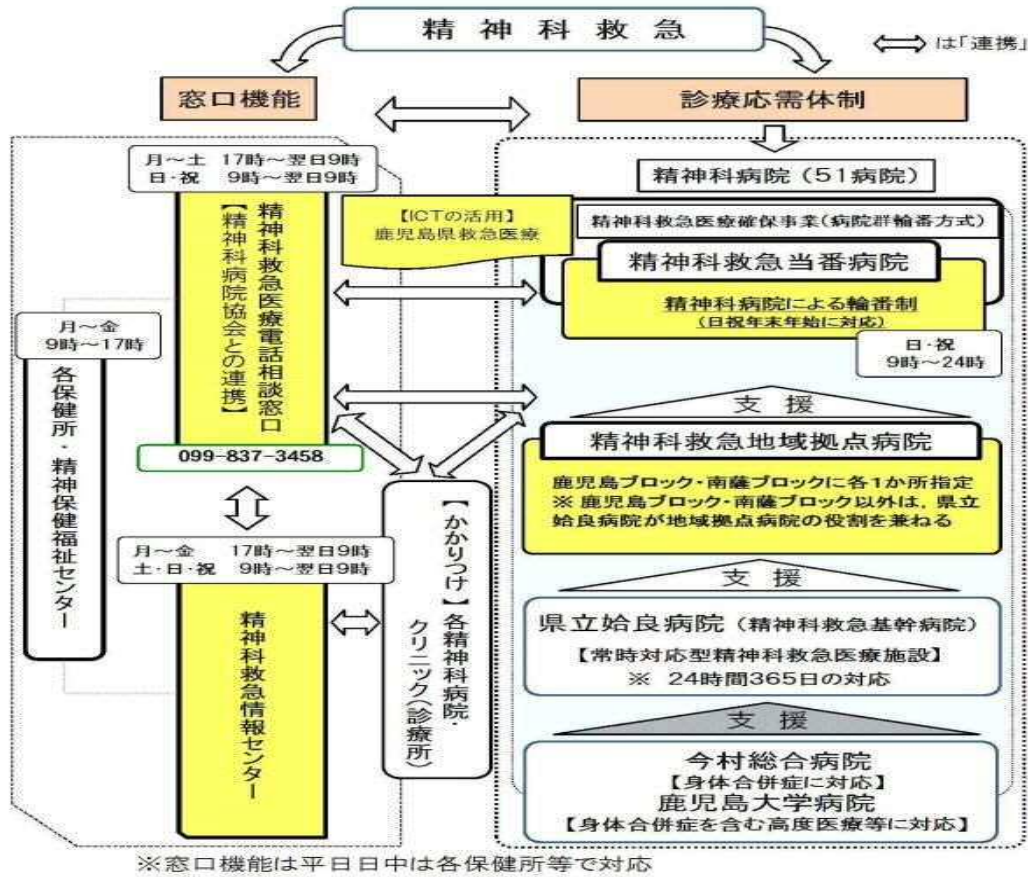 精神科救急
は「連携」
窓口機能
診療応需体制
月～土 17時～翌日9時
日・祝 9時～翌日9時
精神科救急医療電話相談窓口
【精神科病院協会との連携】
099-837-3458
月～金
9時～17時
各保健所・精神保健福祉センター
月～金 17時～翌日9時
土・日・祝 9時～翌日9時
精神科救急情報センター
【かかりつけ】各精神科病院・
クリニック(診療所)
【ICTの活用】
鹿児島県救急医療
精神科病院(51病院)
精神科救急医療確保事業(病院群輪番方式)
精神科救急当番病院
精神科病院による輪番制
(日祝年末年始に対応)
日・祝
9時～24時
支援
精神科救急地域拠点病院
鹿児島ブロック・南薩ブロックに各1か所指定
※ 鹿児島ブロック・南薩ブロック以外は，県立
姶良病院が地域拠点病院の役割を兼ねる
支援
県立姶良病院(精神科救急基幹病院)
【常時対応型精神科救急医療施設】
※ 24時間365日の対応
支援
今村総合病院
【身体合併症に対応】
鹿児島大学病院
【身体合併症を含む高度医療等に対応】
※窓口機能は平日日中は各保健所等で対応